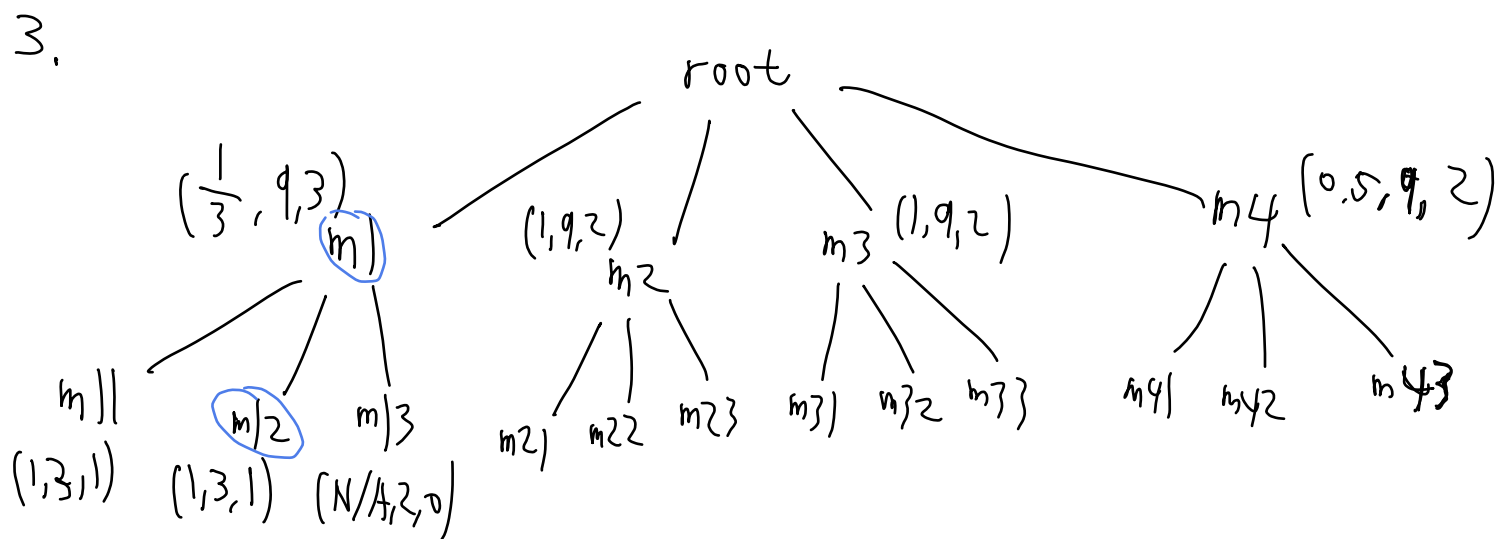 3.
root
(1/3, 9, 3)
m1
(1, 9, 2)
m2
m3
(1, 9, 2)
m4
(0.5, 9, 2)
m11
m12
m13
m21
m22
m23
m31
m32
m33
m41
m42
m43
(1, 3, 1)
(1, 3, 1)
(N/A, 2, 0)